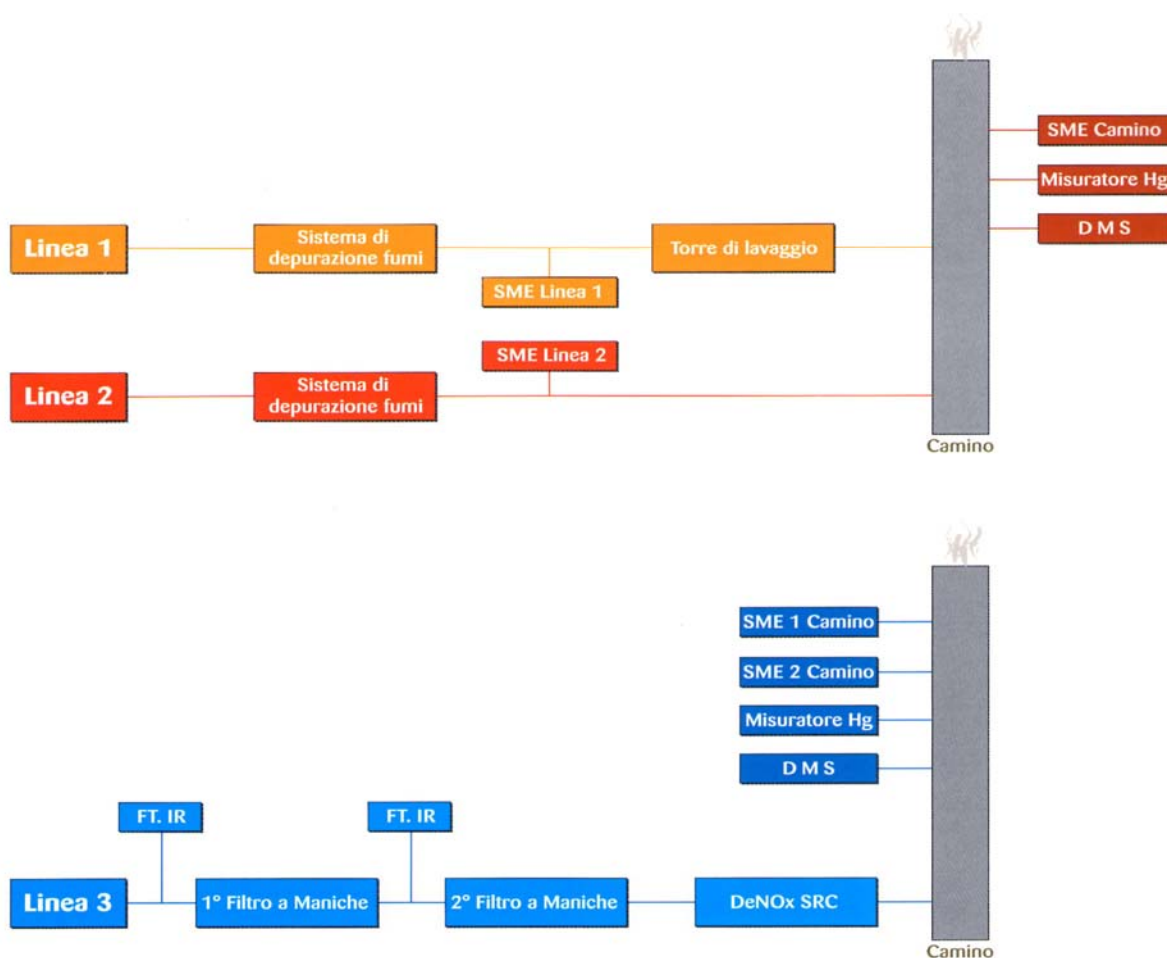 SME Camino
Misuratore Hg
D M S
Linea 1
Sistema di
depurazione fumi
SME Linea 1
Torre di lavaggio
SME Linea 2
Linea 2
Sistema di
depurazione fumi
Camino
SME 1 Camino
SME 2 Camino
Misuratore Hg
D M S
FT. IR
FT. IR
Linea 3
1° Filtro a Maniche
2° Filtro a Maniche
DeNOx SRC
Camino